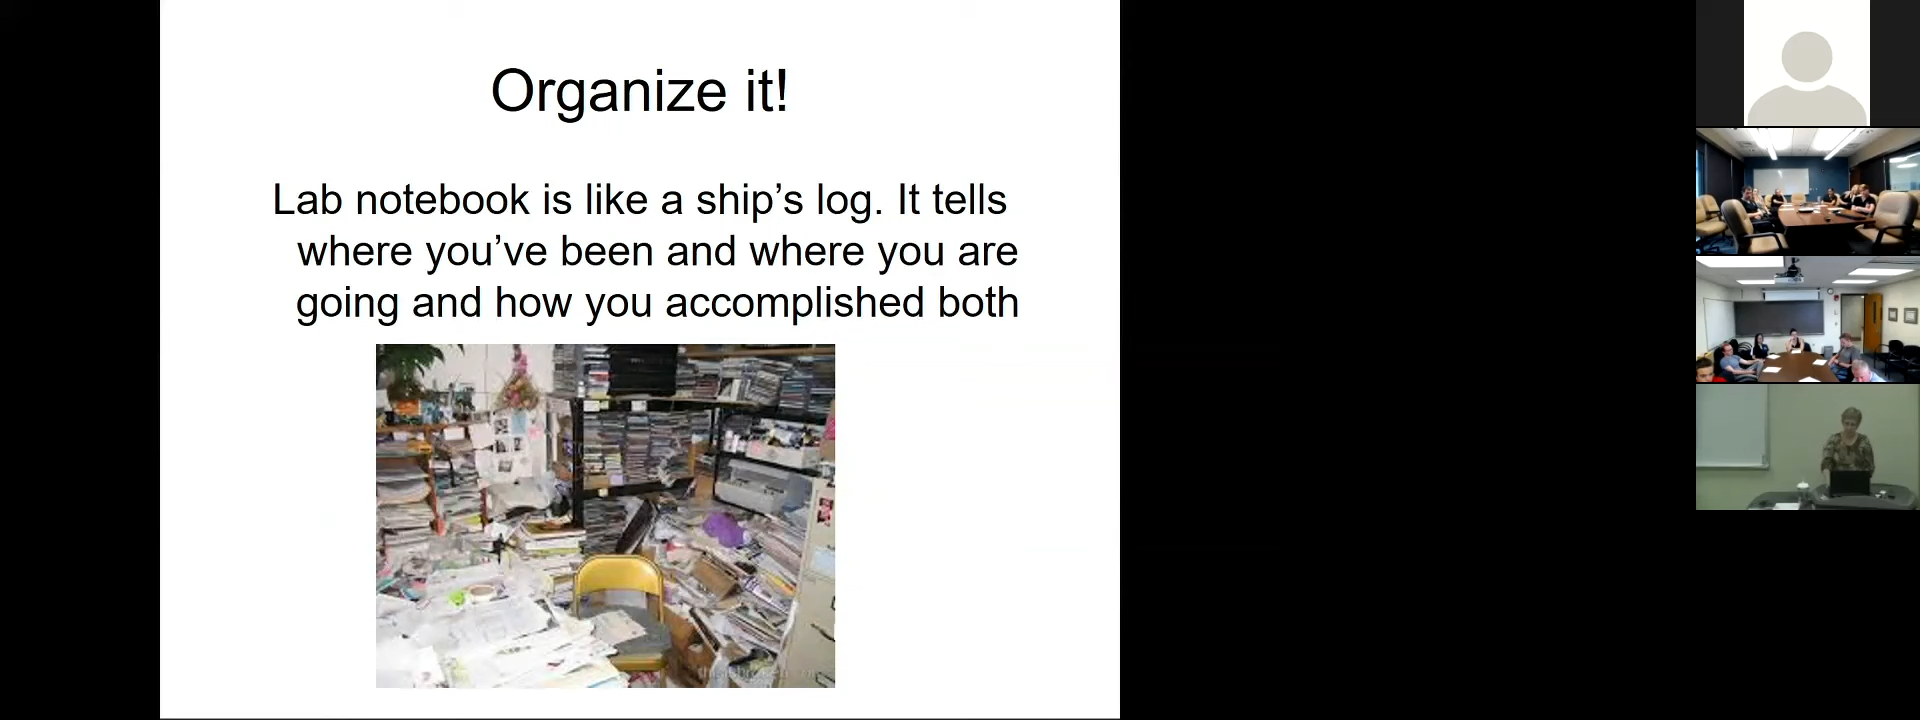 Organize it!
Lab notebook is like a ship’s log. It tells
where you’ve been and where you are
going and how you accomplished both